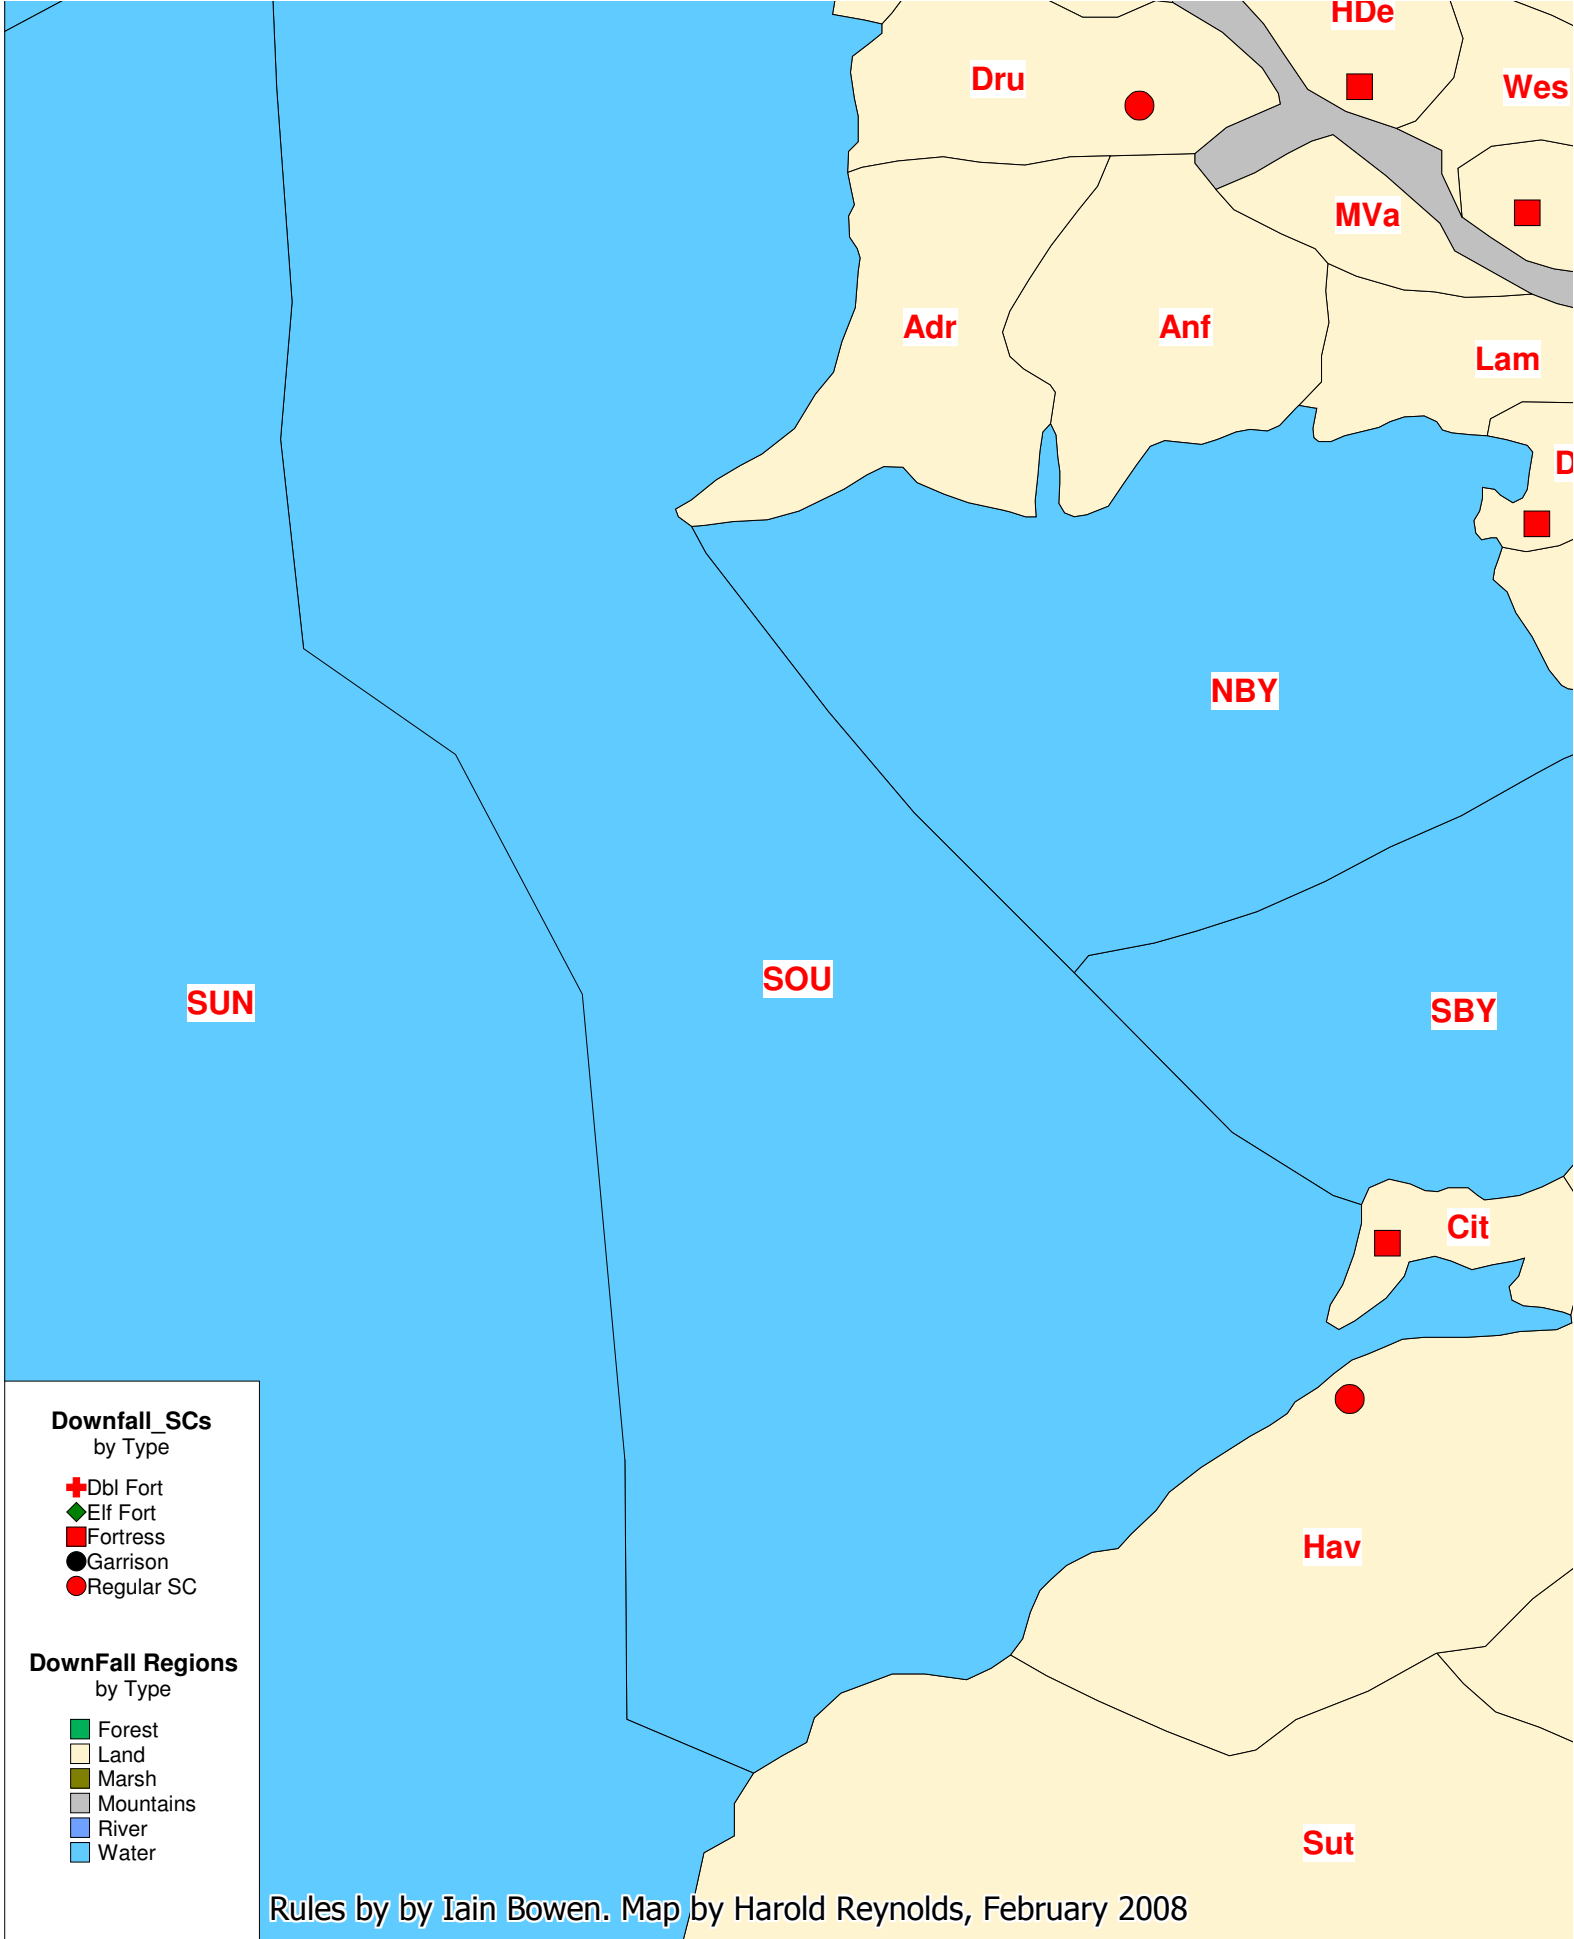 HDe
Dru
Wes
MVa
Adr
Anf
Lam
D
NBY
SOU
SUN
SBY
Cit
Hav
Sut
Downfall_SCs
by Type
Dbl Fort
Elf Fort
Fortress
Garrison
Regular SC
DownFall Regions
by Type
Forest
Land
Marsh
Mountains
River
Water
Rules by by Iain Bowen. Map by Harold Reynolds, February 2008